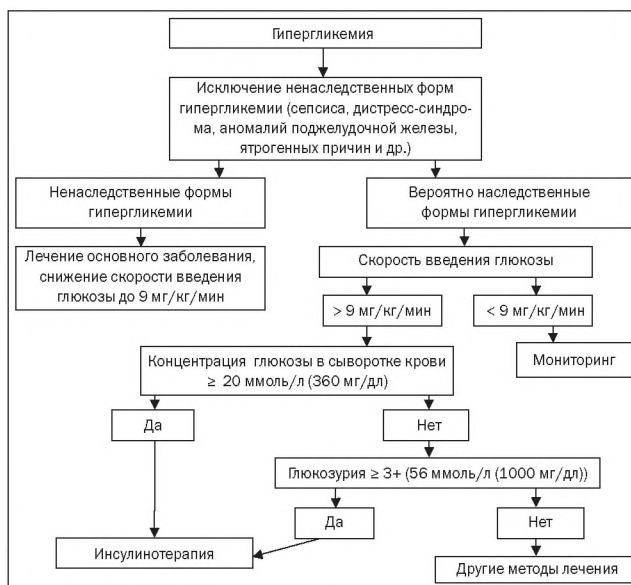 Гипергликемия
Исключение ненаследственных форм
гипергликемии (сепсиса, дистресс-синдро-
ма, аномалий поджелудочной железы,
ятрогенных причин и др.)
Ненаследственные формы
гипергликемии
Вероятно наследственные
формы гипергликемии
Лечение основного заболевания,
снижение скорости введения
глюкозы до 9 мг/кг/мин
Скорость введения глюкозы
> 9 мг/кг/мин
< 9 мг/кг/мин
Концентрация глюкозы в сыворотке крови
≥ 20 ммоль/л (360 мг/дл)
Мониторинг
Да
Нет
Глюкозурия ≥ 3+ (56 ммоль/л (1000 мг/дл))
Да
Нет
Инсулинотерапия
Другие методы лечения